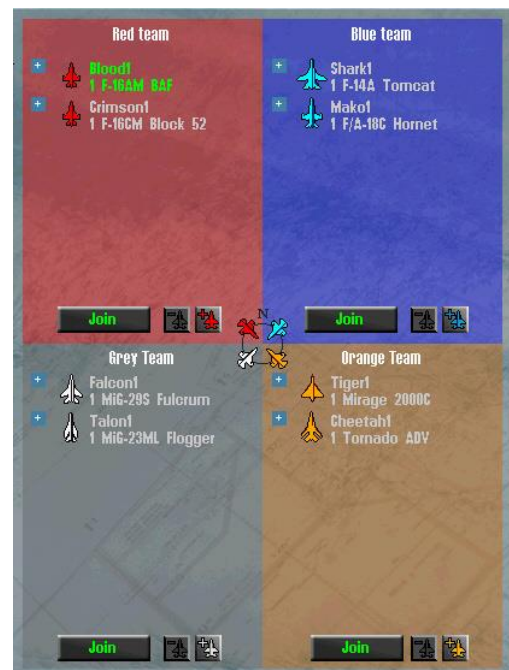 Red team
Blood1
1 F-16AM BAF
Crimson1
1 F-16CM Block 52
Join
Blue team
Shark1
1 F-14A Tomcat
Mako1
1 F/A-18C Hornet
Join
N
Grey Team
Falcon1
1 MiG-29S Fulcrum
Talon1
1 MiG-23ML Flogger
Join
Orange Team
Tiger1
1 Mirage 2000C
Cheetah1
1 Tornado ADV
Join